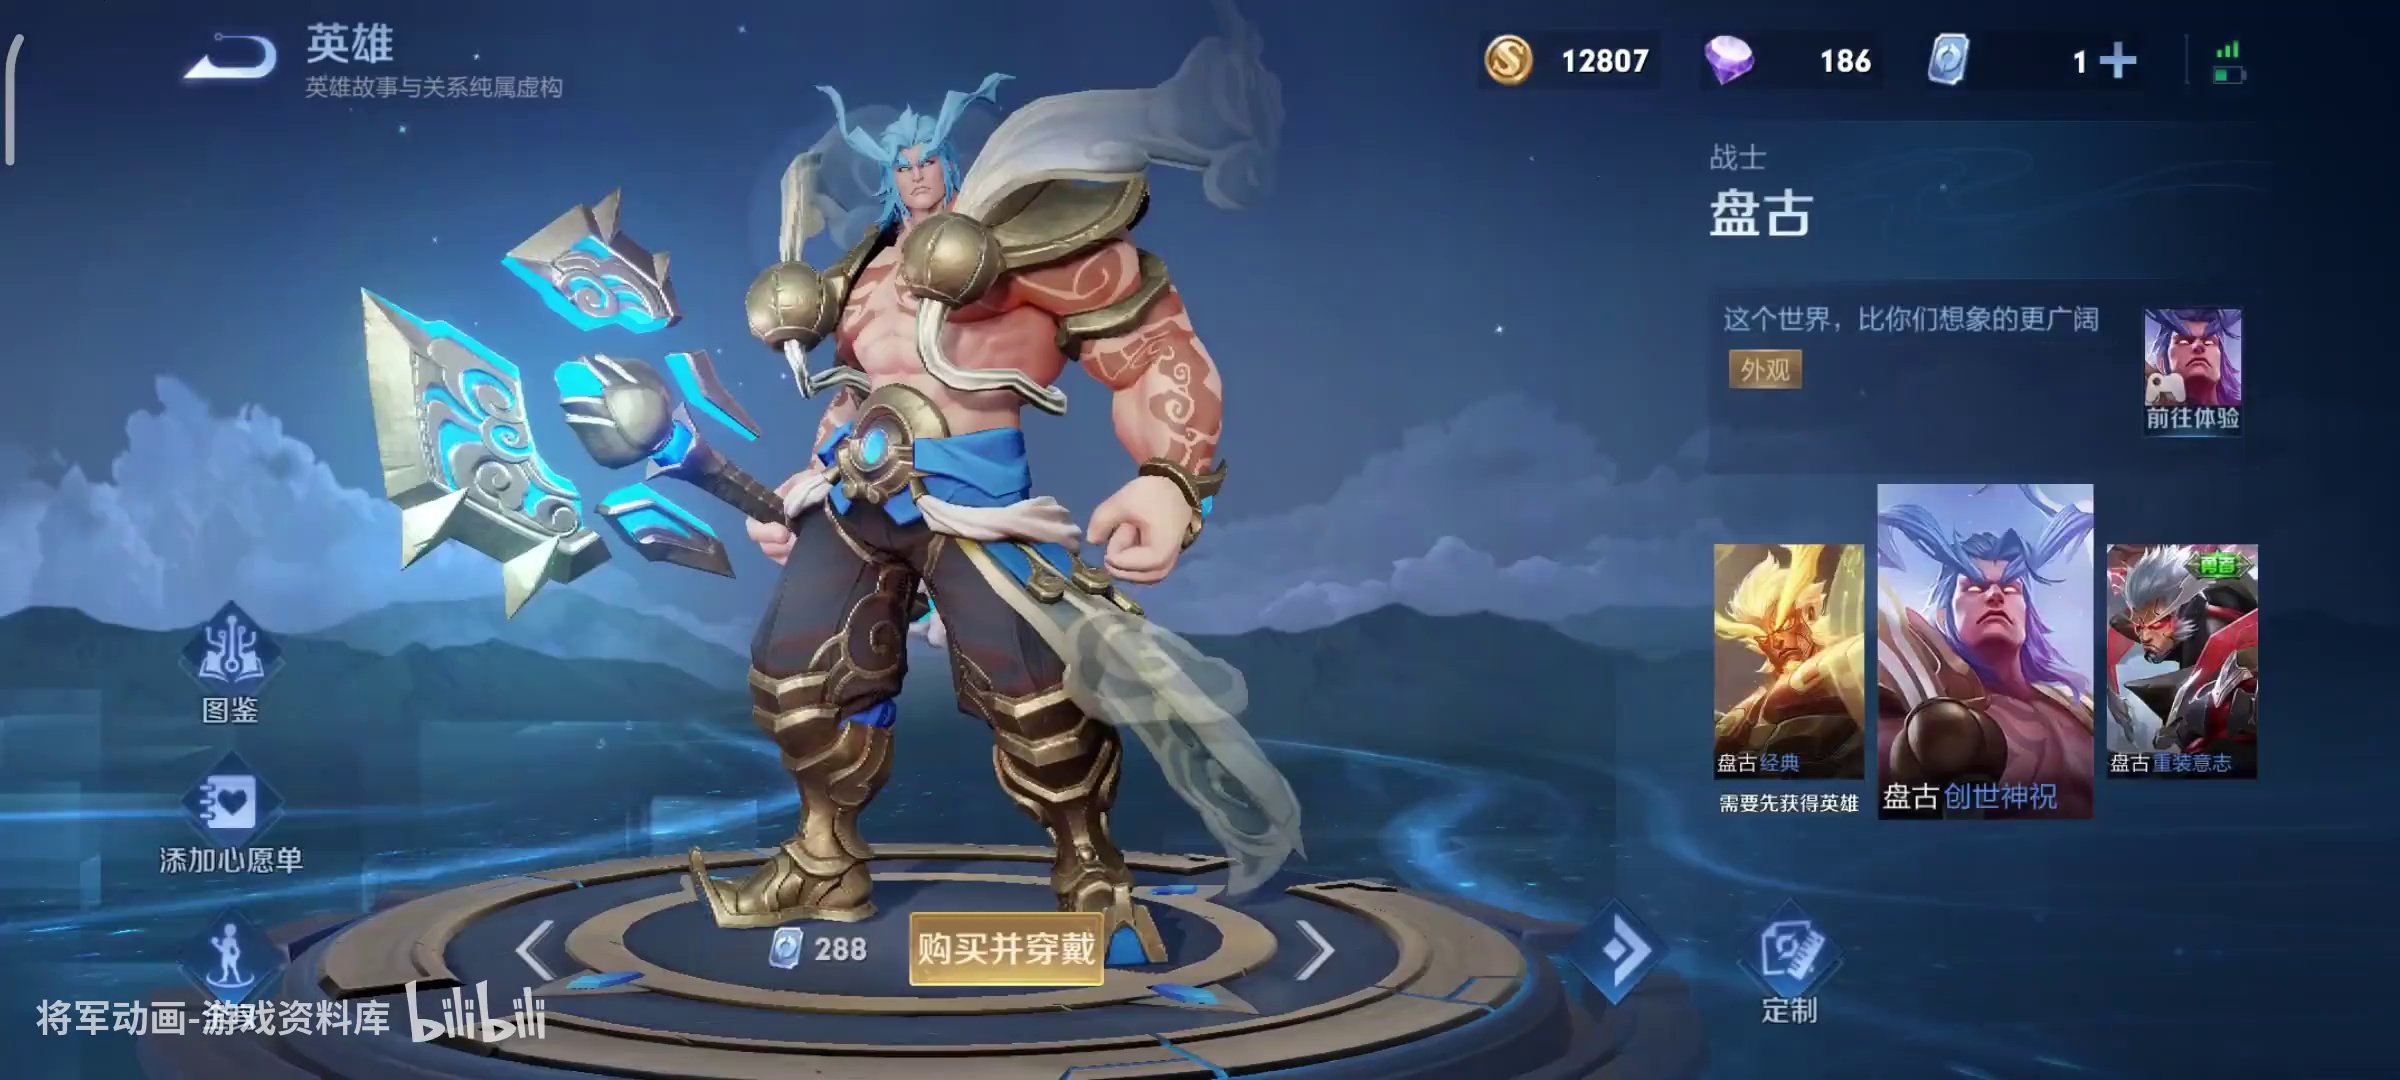 英雄
英雄故事与关系纯属虚构
12807
186
1
战士
盘古
这个世界，比你们想象的更广阔
外观
前往体验
勇者
盘古经典
需要先获得英雄
盘古创世神祝
盘古重装意志
图鉴
添加心愿单
288
购买并穿戴
定制
将军动画-游戏资料库
bilibili